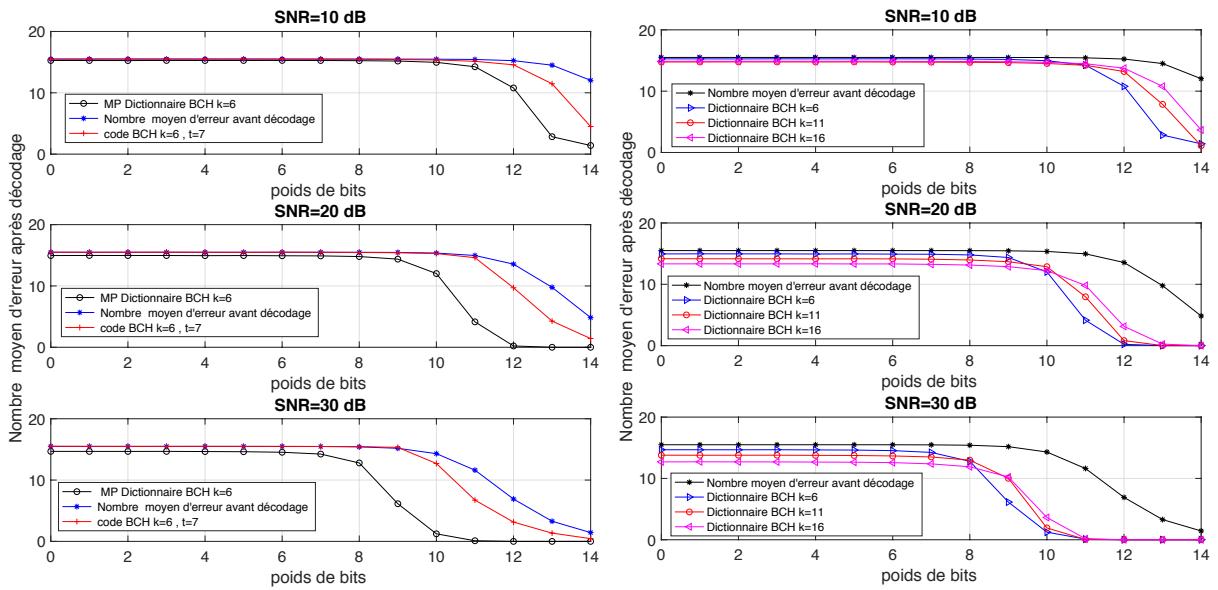 SNR=10 dB
20
10
0
MP Dictionnaire BCH k=6
Nombre moyen d'erreur avant décodage
code BCH k=6 , t=7
0 2 4 6 8 10 12 14
poids de bits
SNR=20 dB
20
10
0
MP Dictionnaire BCH k=6
Nombre moyen d'erreur avant décodage
code BCH k=6 , t=7
0 2 4 6 8 10 12 14
poids de bits
SNR=30 dB
20
10
0
MP Dictionnaire BCH k=6
Nombre moyen d'erreur avant décodage
code BCH k=6 , t=7
0 2 4 6 8 10 12 14
poids de bits
Nombre moyen d'erreur après décodage
SNR=10 dB
20
10
0
Nombre moyen d'erreur avant décodage
Dictionnaire BCH k=6
Dictionnaire BCH k=11
Dictionnaire BCH k=16
0 2 4 6 8 10 12 14
poids de bits
SNR=20 dB
20
10
0
Nombre moyen d'erreur avant décodage
Dictionnaire BCH k=6
Dictionnaire BCH k=11
Dictionnaire BCH k=16
0 2 4 6 8 10 12 14
poids de bits
SNR=30 dB
20
10
0
Nombre moyen d'erreur avant décodage
Dictionnaire BCH k=6
Dictionnaire BCH k=11
Dictionnaire BCH k=16
0 2 4 6 8 10 12 14
poids de bits
Nombre moyen d'erreur après décodage